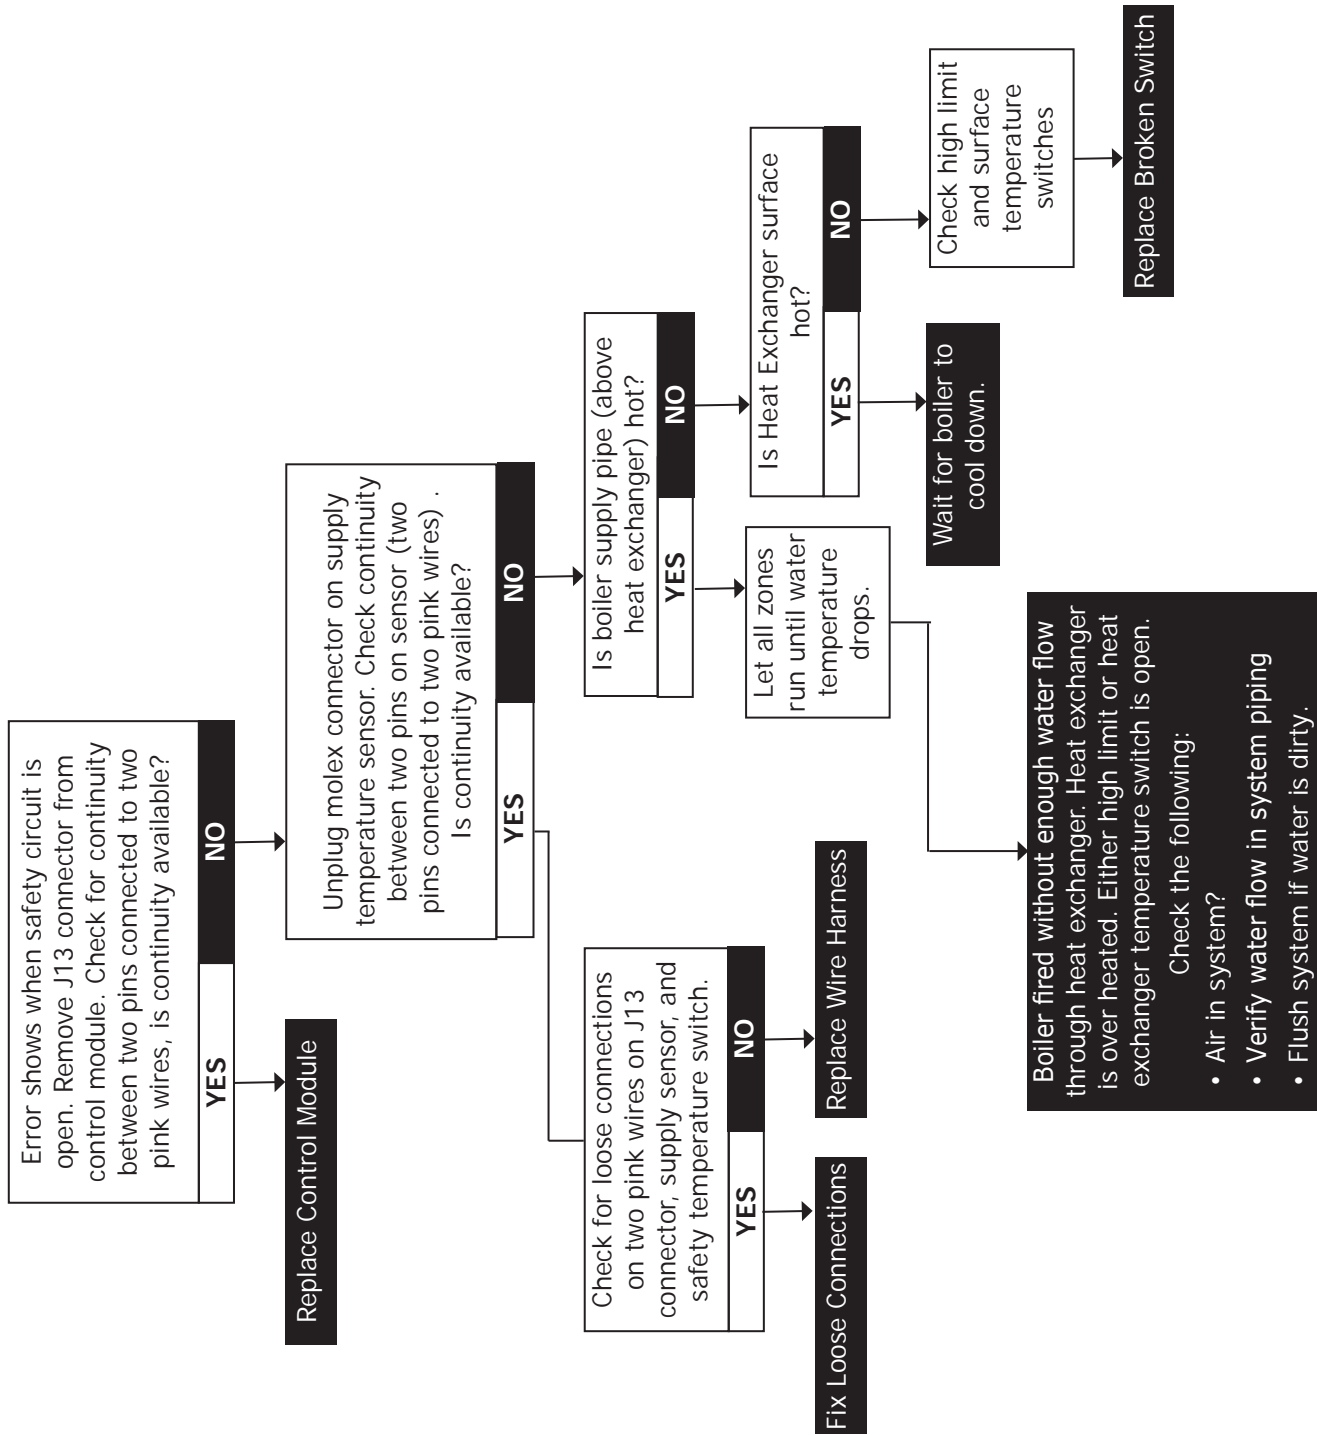 Error shows when safety circuit is
open. Remove J13 connector from
control module. Check for continuity
between two pins connected to two
pink wires, is continuity available?
YES
NO
Replace Control Module
Unplug molex connector on supply
temperature sensor. Check continuity
between two pins on sensor (two
pins connected to two pink wires) .
Is continuity available?
YES
NO
Check for loose connections
on two pink wires on J13
connector, supply sensor, and
safety temperature switch.
YES
NO
Fix Loose Connections
Replace Wire Harness
Is boiler supply pipe (above
heat exchanger) hot?
YES
NO
Let all zones
run until water
temperature
drops.
Boiler fired without enough water flow
through heat exchanger. Heat exchanger
is over heated. Either high limit or heat
exchanger temperature switch is open.
Check the following:
• Air in system?
• Verify water flow in system piping
• Flush system if water is dirty.
Is Heat Exchanger surface
hot?
YES
NO
Wait for boiler to
cool down.
Check high limit
and surface
temperature
switches
Replace Broken Switch